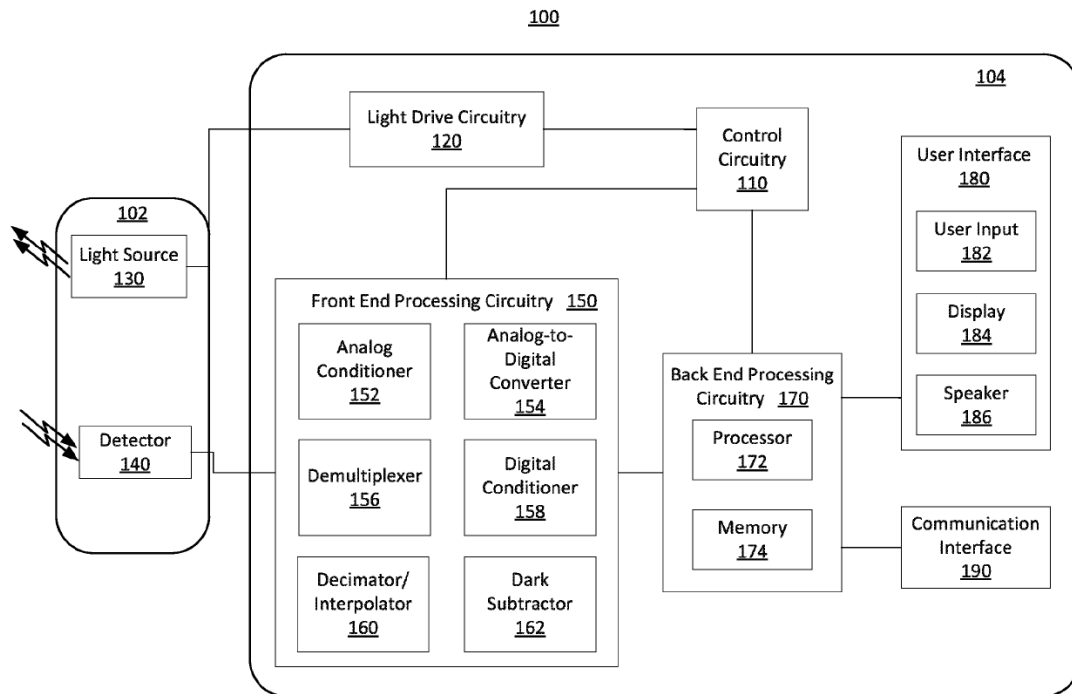 100
104
Light Drive Circuitry
120
Control
Circuitry
110
User Interface
180
User Input
182
Display
184
Speaker
186
102
Light Source
130
Detector
140
Front End Processing Circuitry 150
Analog
Conditioner
152
Analog-to-
Digital
Converter
154
Demultiplexer
156
Digital
Conditioner
158
Decimator/
Interpolator
160
Dark
Subtractor
162
Back End Processing
Circuitry 170
Processor
172
Memory
174
Communication
Interface
190